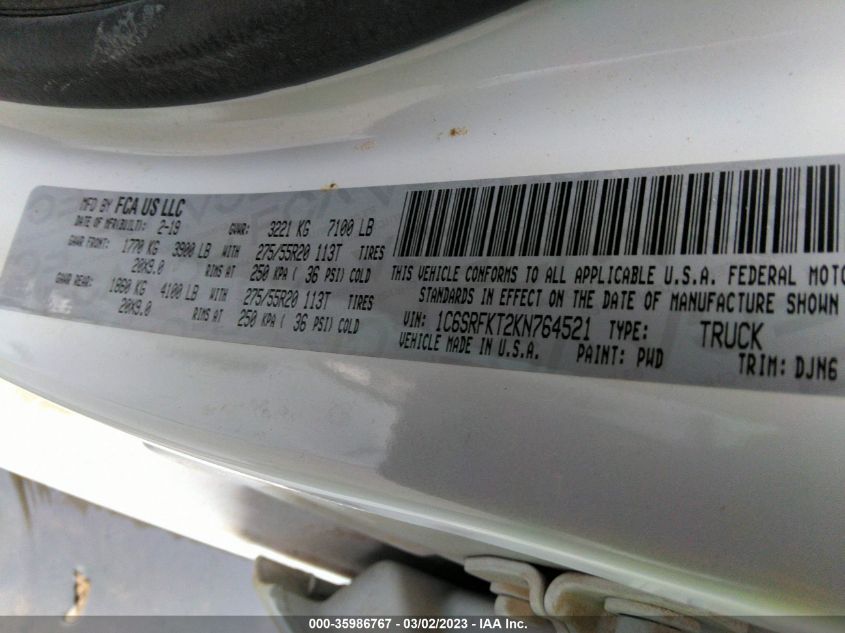 MFD BY FCA US LLC
DATE OF MFR(BUILT): 2-19 GVWR: 3221 KG 7100 LB
GAWR FRONT: 1770 KG 3900 LB WITH 275/55R20 113T TIRES
20X9.0 RIMS AT 250 KPA ( 36 PSI) COLD
GAWR REAR: 1860 KG 4100 LB WITH 275/55R20 113T TIRES
20X9.0 RIMS AT 250 KPA ( 36 PSI) COLD
THIS VEHICLE CONFORMS TO ALL APPLICABLE U.S.A. FEDERAL MOTO
STANDARDS IN EFFECT ON THE DATE OF MANUFACTURE SHOWN
VIN: 1C6SRFKT2KN764521 TYPE: TRUCK
VEHICLE MADE IN U.S.A. PAINT: PWD TRIM: DJN6
000-35986767 / 03/02/2023 - IAA Inc.